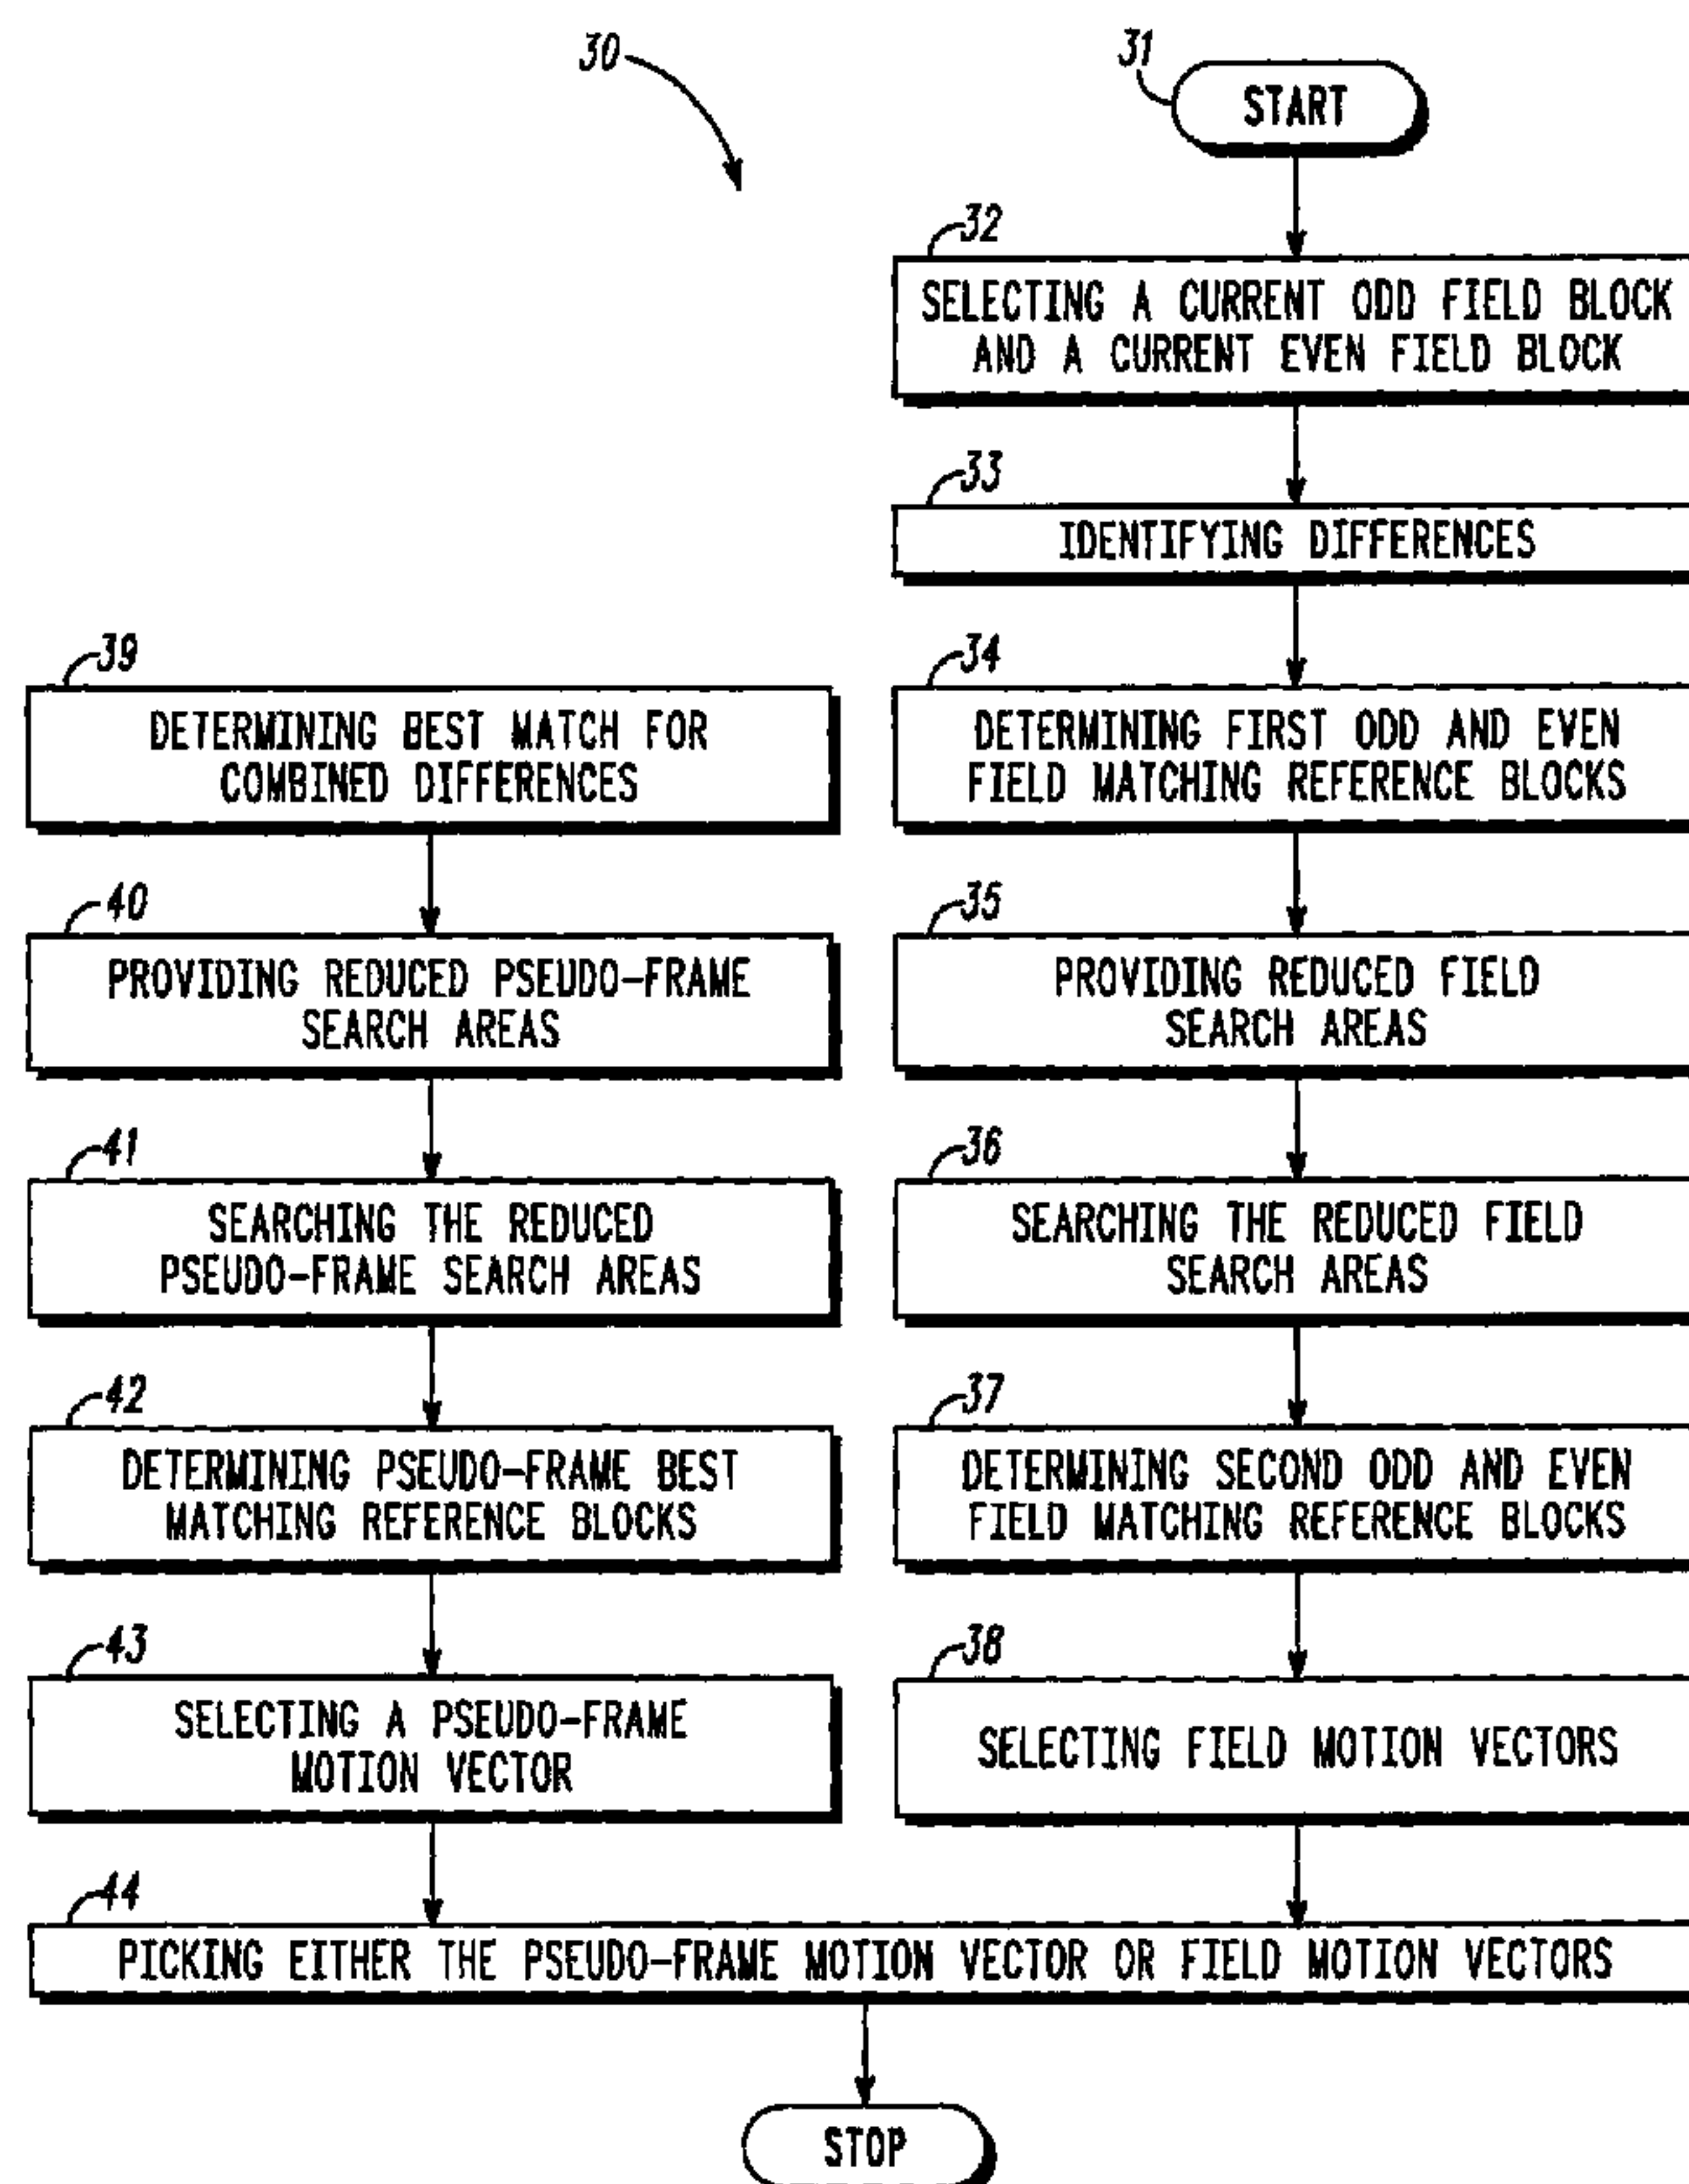 30
31
START
32
SELECTING A CURRENT ODD FIELD BLOCK
AND A CURRENT EVEN FIELD BLOCK
33
IDENTIFYING DIFFERENCES
39
DETERMINING BEST MATCH FOR
COMBINED DIFFERENCES
34
DETERMINING FIRST ODD AND EVEN
FIELD MATCHING REFERENCE BLOCKS
40
PROVIDING REDUCED PSEUDO-FRAME
SEARCH AREAS
35
PROVIDING REDUCED FIELD
SEARCH AREAS
41
SEARCHING THE REDUCED
PSEUDO-FRAME SEARCH AREAS
36
SEARCHING THE REDUCED FIELD
SEARCH AREAS
42
DETERMINING PSEUDO-FRAME BEST
MATCHING REFERENCE BLOCKS
37
DETERMINING SECOND ODD AND EVEN
FIELD MATCHING REFERENCE BLOCKS
43
SELECTING A PSEUDO-FRAME
MOTION VECTOR
38
SELECTING FIELD MOTION VECTORS
44
PICKING EITHER THE PSEUDO-FRAME MOTION VECTOR OR FIELD MOTION VECTORS
STOP